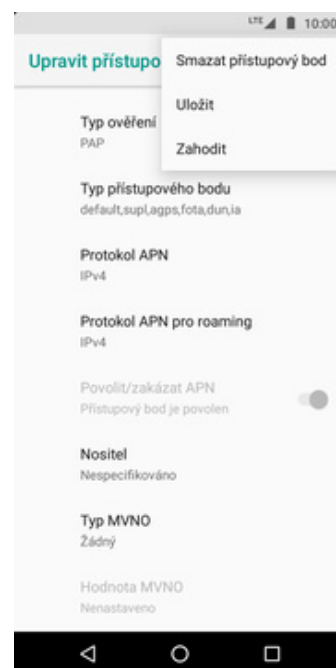 LTE 10:00
Upravit přístupo
Smazat přístupový bod
Uložit
Zahodit
Typ ověření
PAP
Typ přístupového bodu
default,supl,agps,fota,dun,ia
Protokol APN
IPv4
Protokol APN pro roaming
IPv4
Povolit/zakázat APN
Přístupový bod je povolen
Nositel
Nespecifikováno
Typ MVNO
Žádný
Hodnota MVNO
Nenastaveno